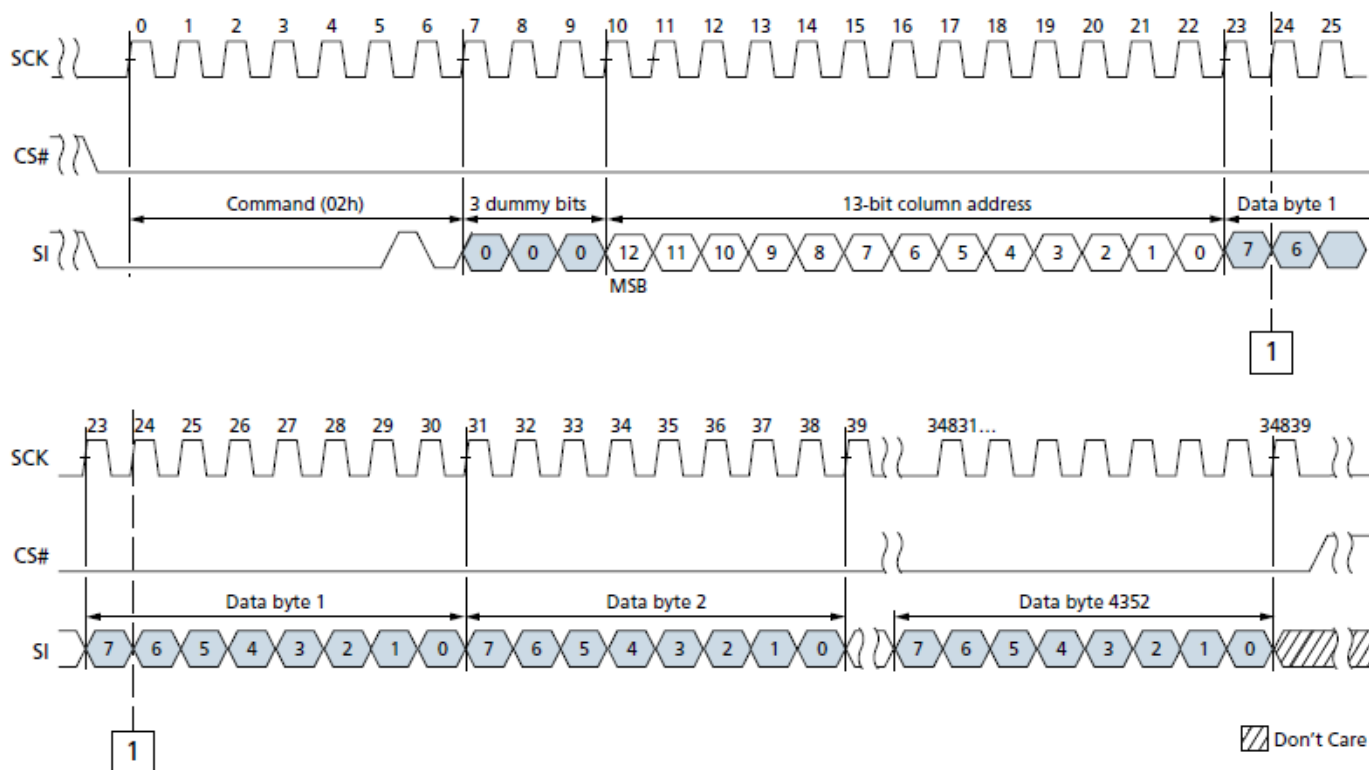 0 1 2 3 4 5 6 7 8 9 10 11 12 13 14 15 16 17 18 19 20 21 22 23 24 25
SCK
CS#
Command (02h) 3 dummy bits 13-bit column address Data byte 1
SI 0 0 0 12 11 10 9 8 7 6 5 4 3 2 1 0 7 6
MSB
1
23 24 25 26 27 28 29 30 31 32 33 34 35 36 37 38 39 34831... 34839
SCK
CS#
Data byte 1 Data byte 2 Data byte 4352
SI 7 6 5 4 3 2 1 0 7 6 5 4 3 2 1 0 7 6 5 4 3 2 1 0
1
Don't Care